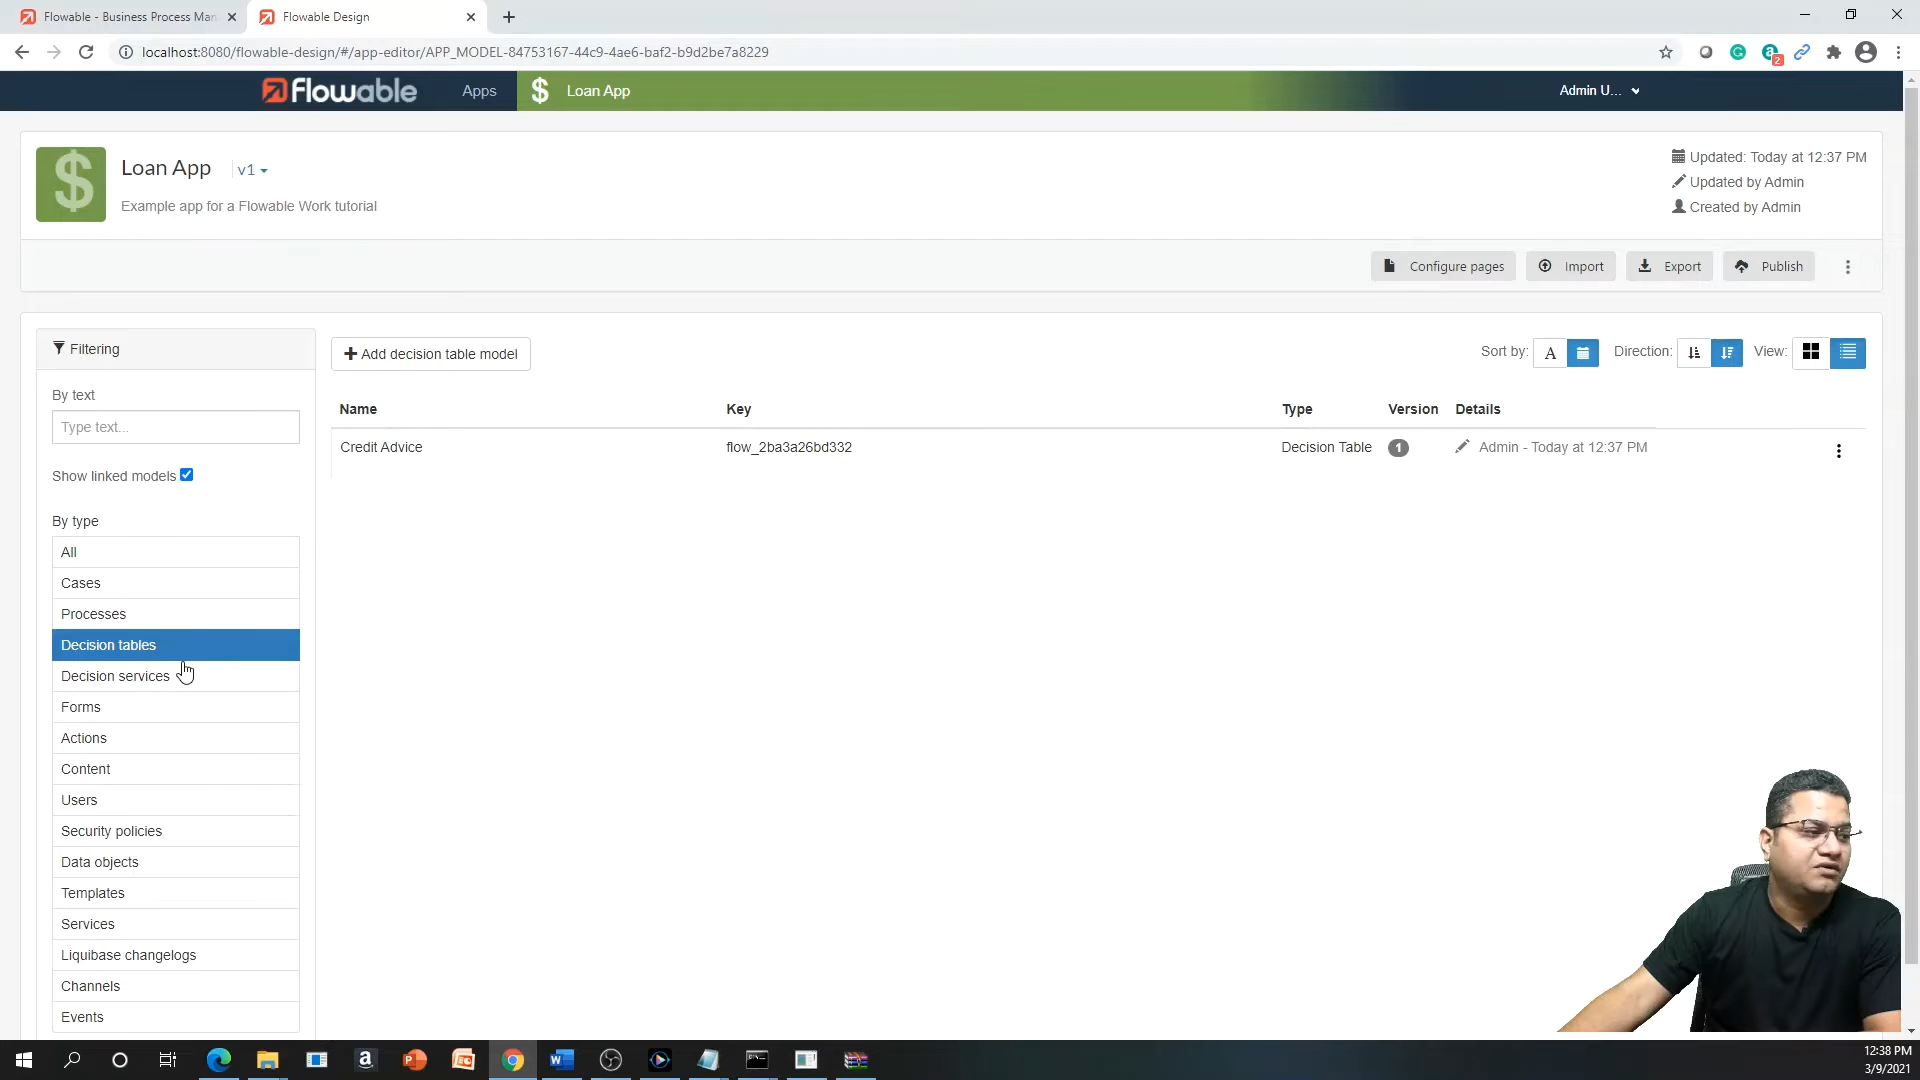 Flowable - Business Process Man
Flowable Design
localhost:8080/flowable-design/#/app-editor/APP_MODEL-84753167-44c9-4ae6-baf2-b9d2be7a8229
2
flowable
Apps
$ Loan App
Admin U...
$
Loan App
v1
Example app for a Flowable Work tutorial
Updated: Today at 12:37 PM
Updated by Admin
Created by Admin
Configure pages
Import
Export
Publish
Filtering
Add decision table model
Sort by: A
Direction:
View:
By text
Type text...
Show linked models
Name Key Type Version Details
Credit Advice flow_2ba3a26bd332 Decision Table 1 Admin - Today at 12:37 PM
By type
All
Cases
Processes
Decision tables
Decision services
Forms
Actions
Content
Users
Security policies
Data objects
Templates
Services
Liquibase changelogs
Channels
Events
12:38 PM
3/9/2021